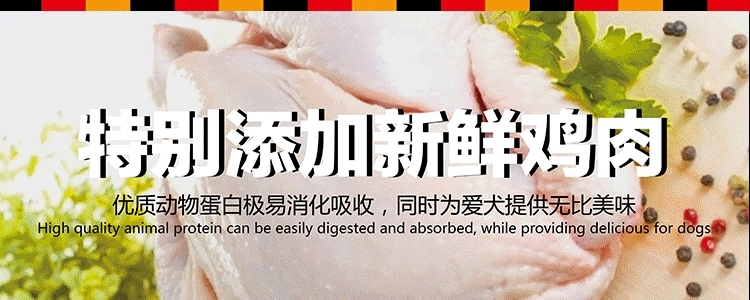 特别添加新鲜鸡肉
优质动物蛋白极易消化吸收，同时为爱犬提供无比美味
High quality animal protein can be easily digested and absorbed, while providing delicious for dogs